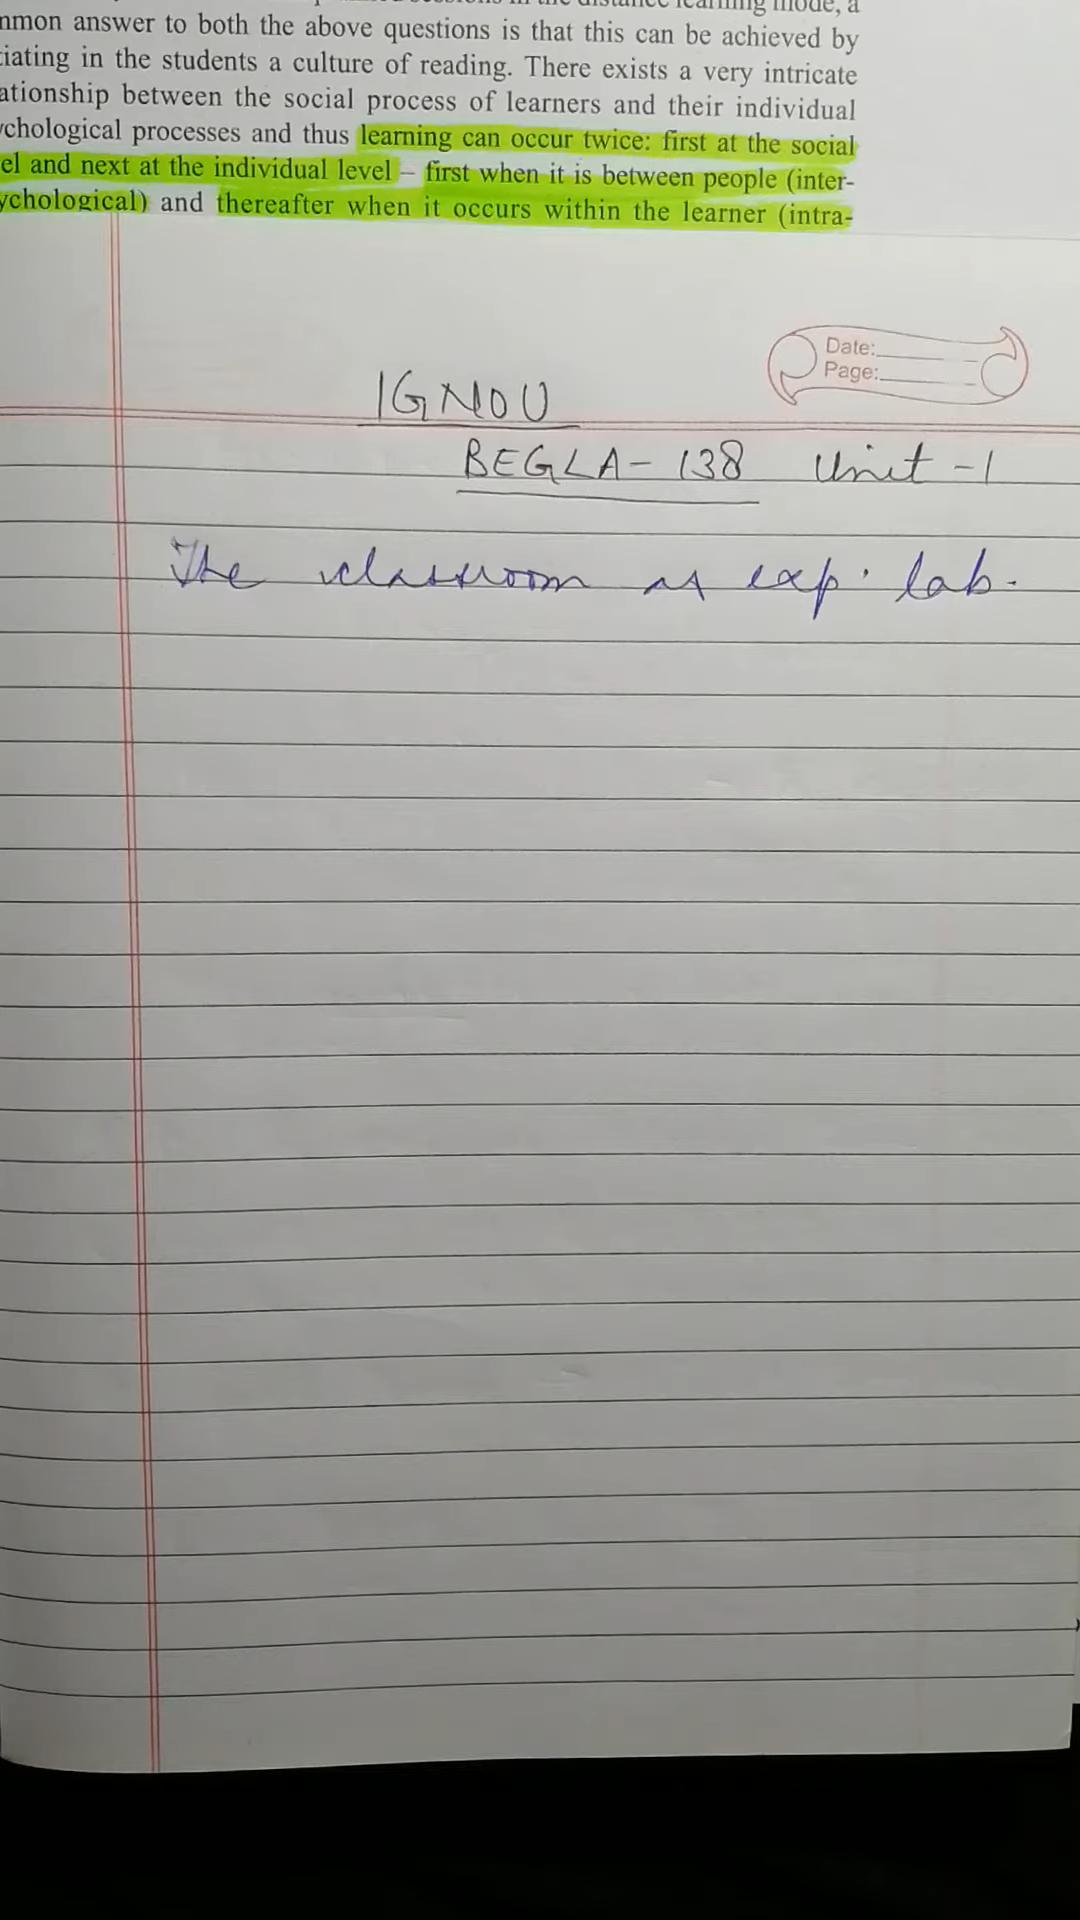 learning mode, a
nmon answer to both the above questions is that this can be achieved by
tiating in the students a culture of reading. There exists a very intricate
ationship between the social process of learners and their individual
ychological processes and thus learning can occur twice: first at the social
el and next at the individual level – first when it is between people (inter-
ychological) and thereafter when it occurs within the learner (intra-
Date:
Page:
IGNOU
BEGLA-138 Unit-1
The classroom as exp. lab.